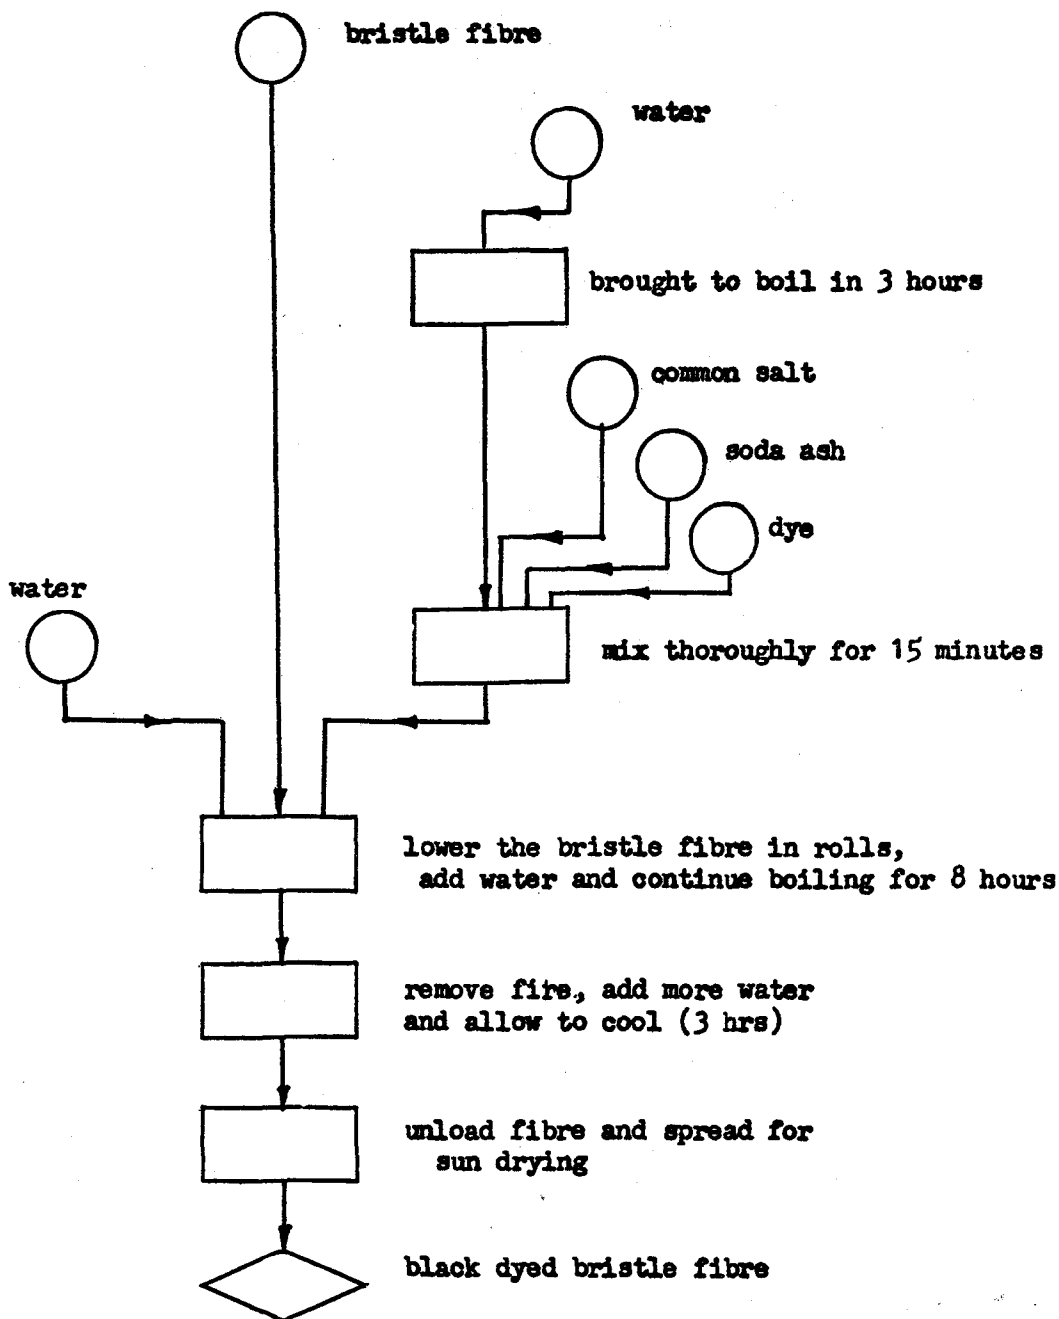 bristle fibre
water
brought to boil in 3 hours
common salt
soda ash
dye
water
mix thoroughly for 15 minutes
lower the bristle fibre in rolls,
add water and continue boiling for 8 hours
remove fire, add more water
and allow to cool (3 hrs)
unload fibre and spread for
sun drying
black dyed bristle fibre